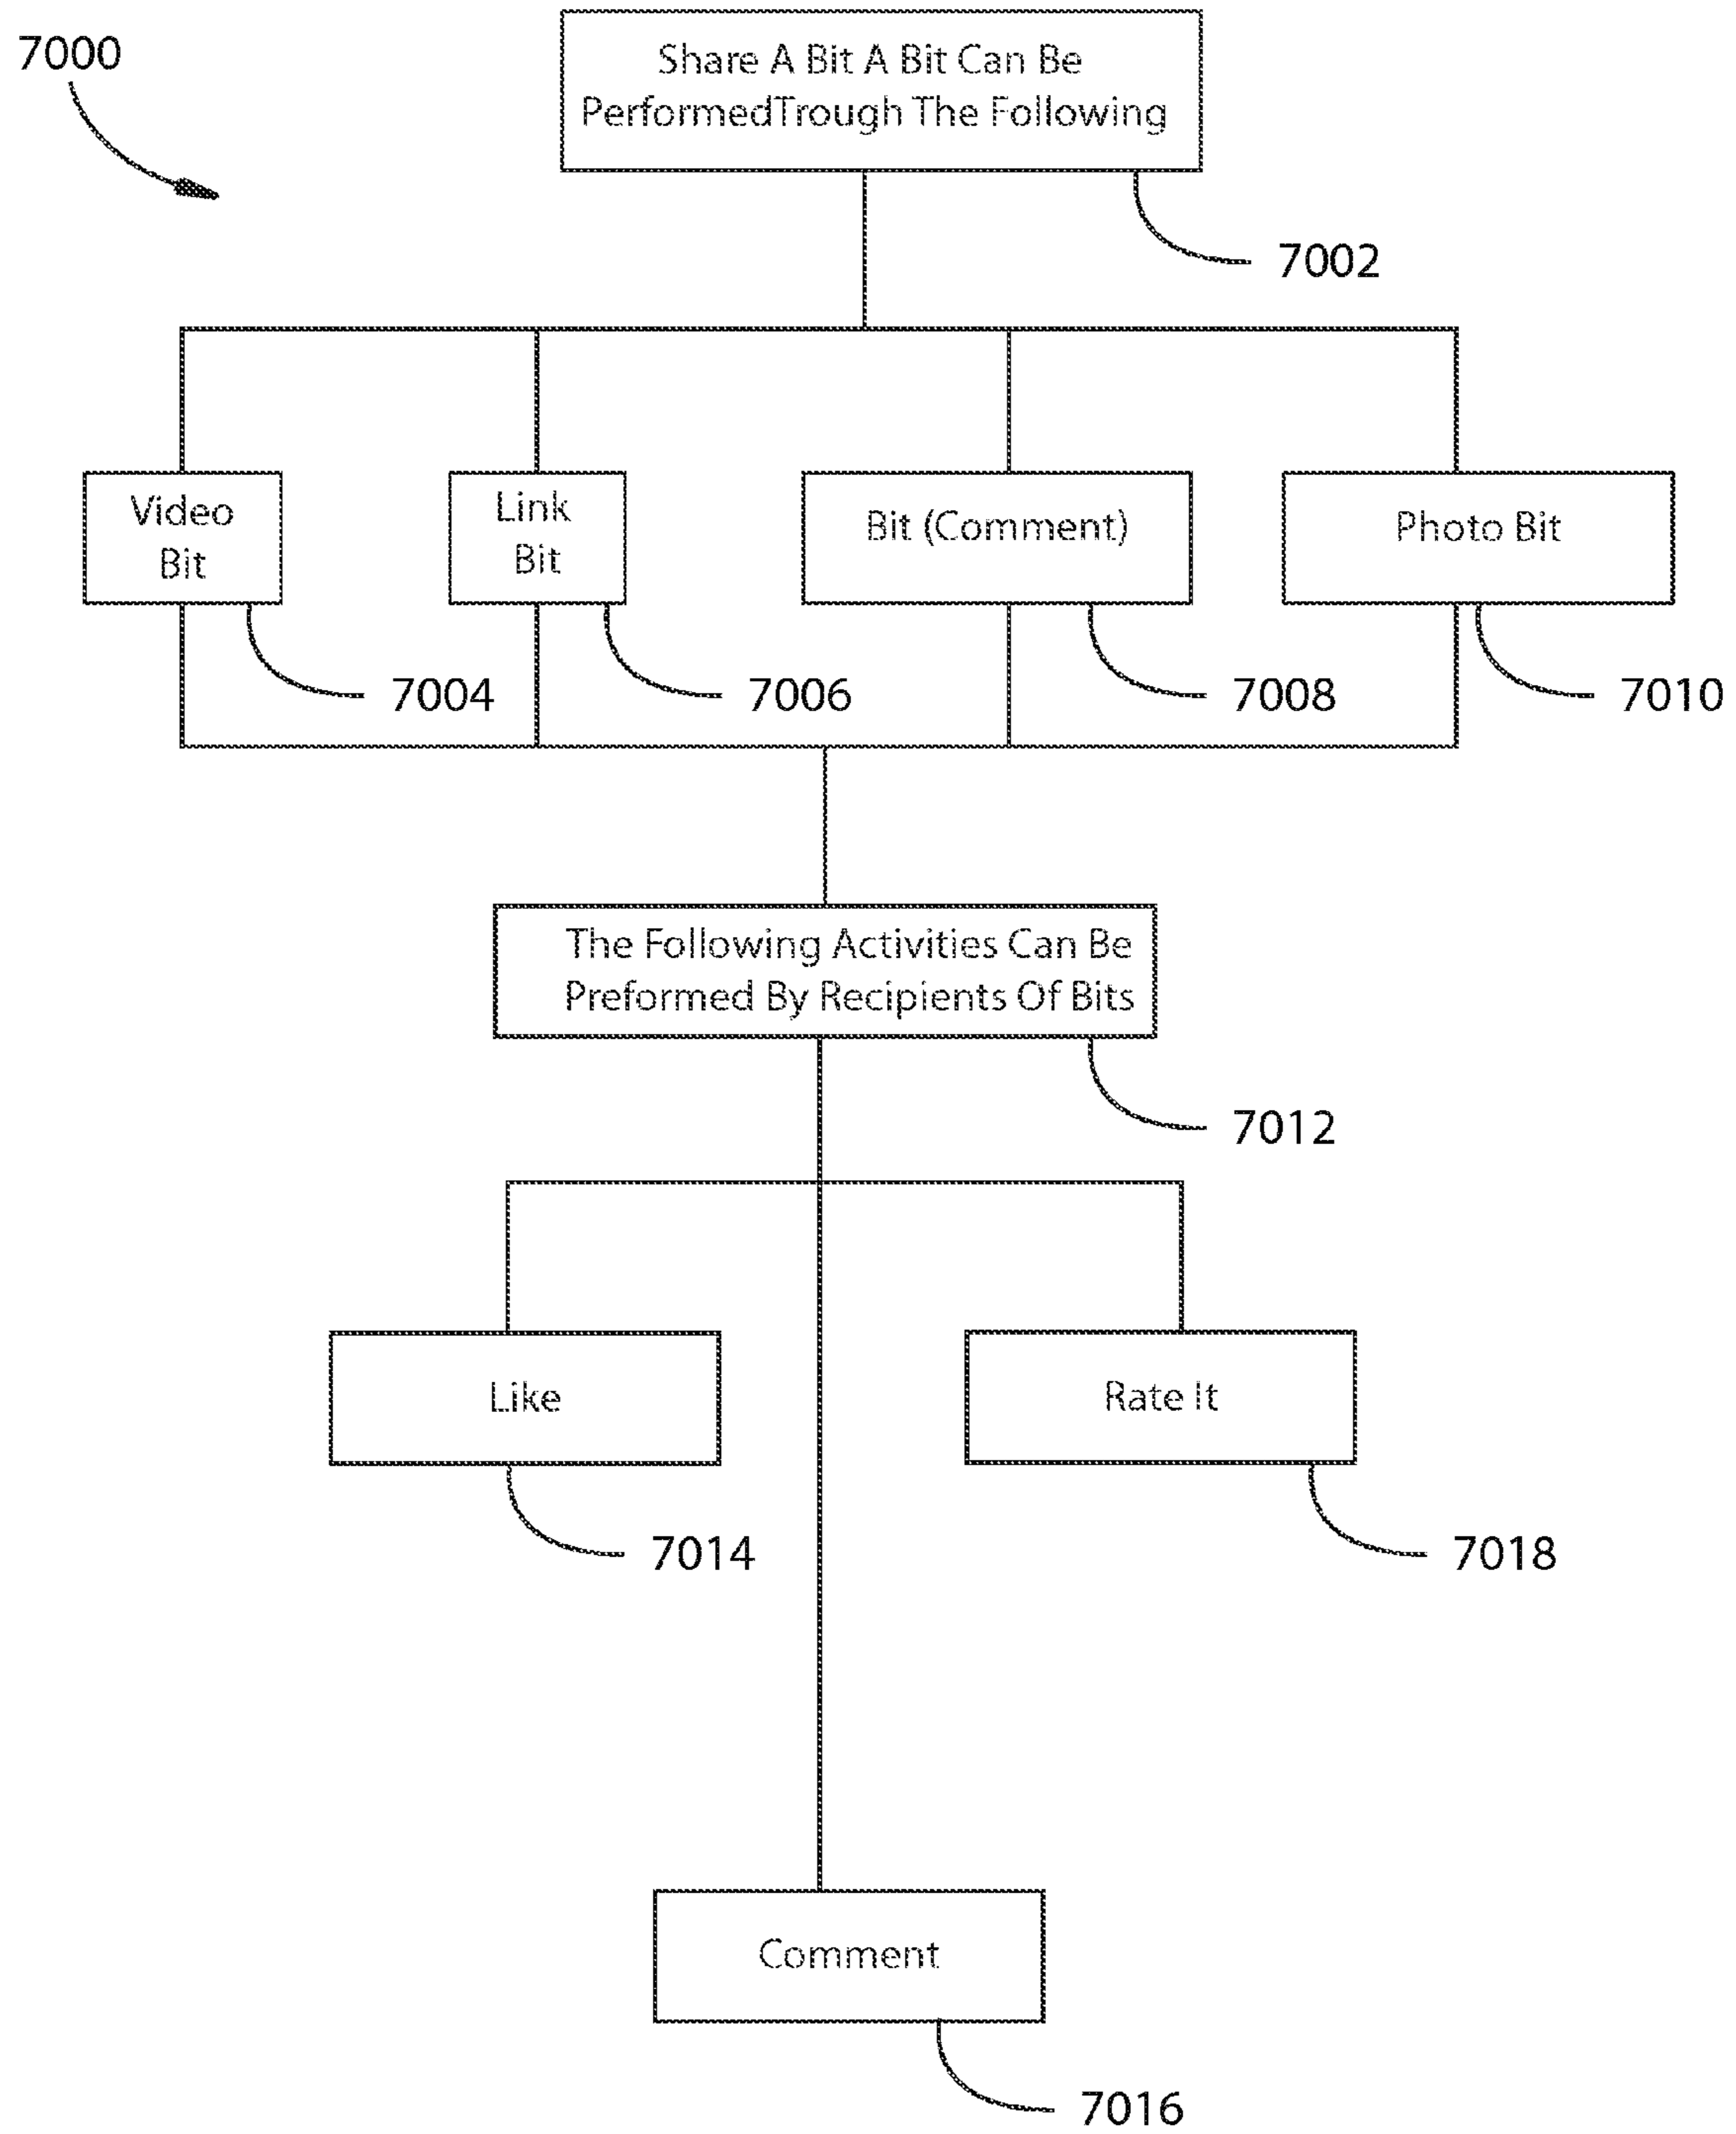 7000
Share A Bit A Bit Can Be
PerformedTrough The Following
7002
Video
Bit
Link
Bit
Bit (Comment)
Photo Bit
7004
7006
7008
7010
The Following Activities Can Be
Preformed By Recipients Of Bits
7012
Like
Rate It
7014
7018
Comment
7016